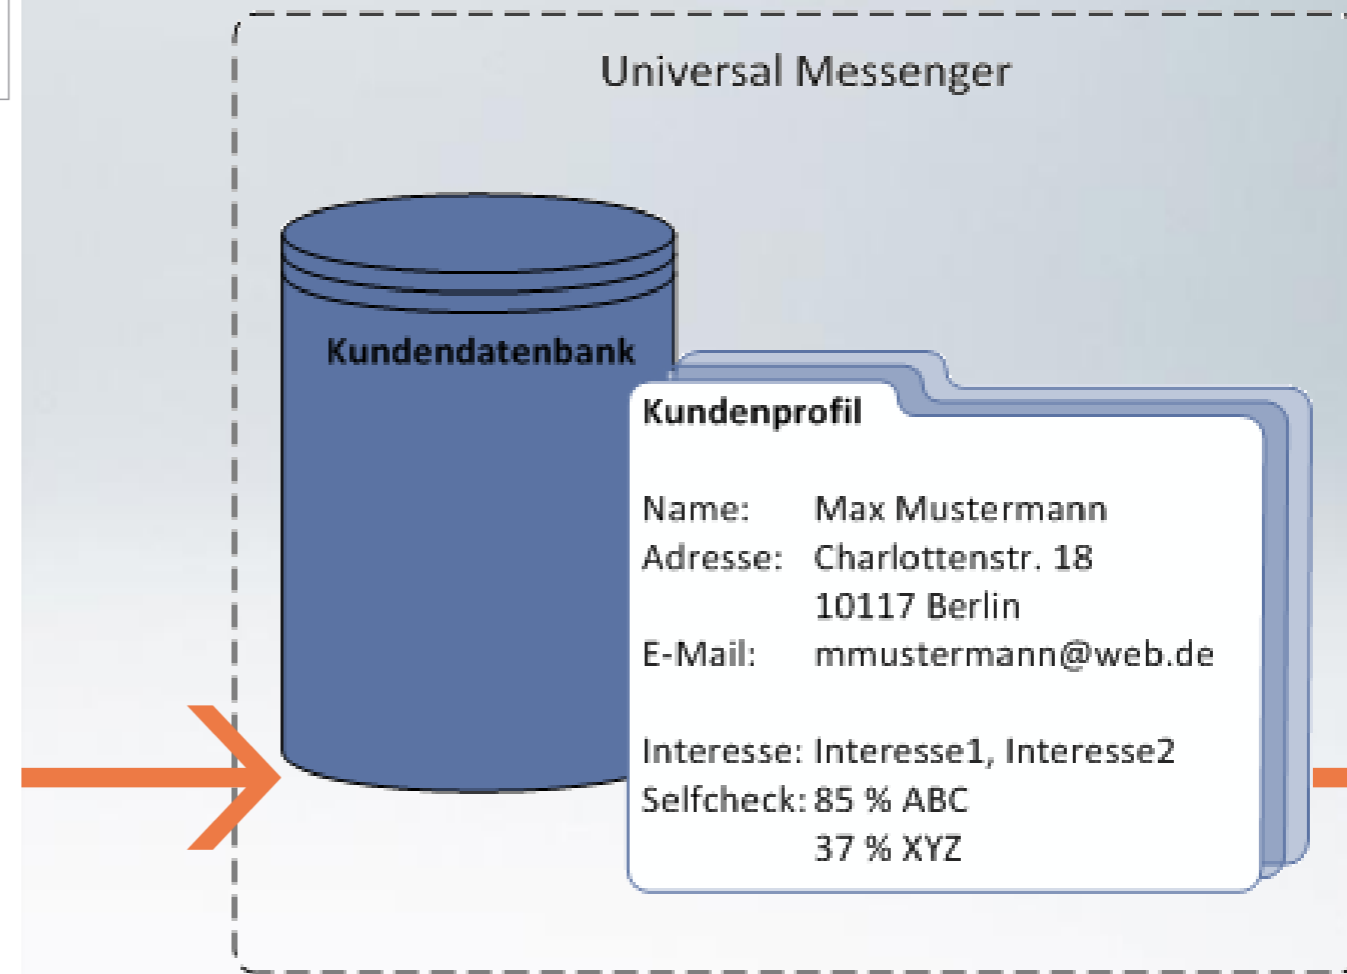 Universal Messenger
Kundendatenbank
Kundenprofil
Name: Max Mustermann
Adresse: Charlottenstr. 18
10117 Berlin
E-Mail: mmustermann@web.de
Interesse: Interesse1, Interesse2
Selfcheck: 85 % ABC
37 % XYZ